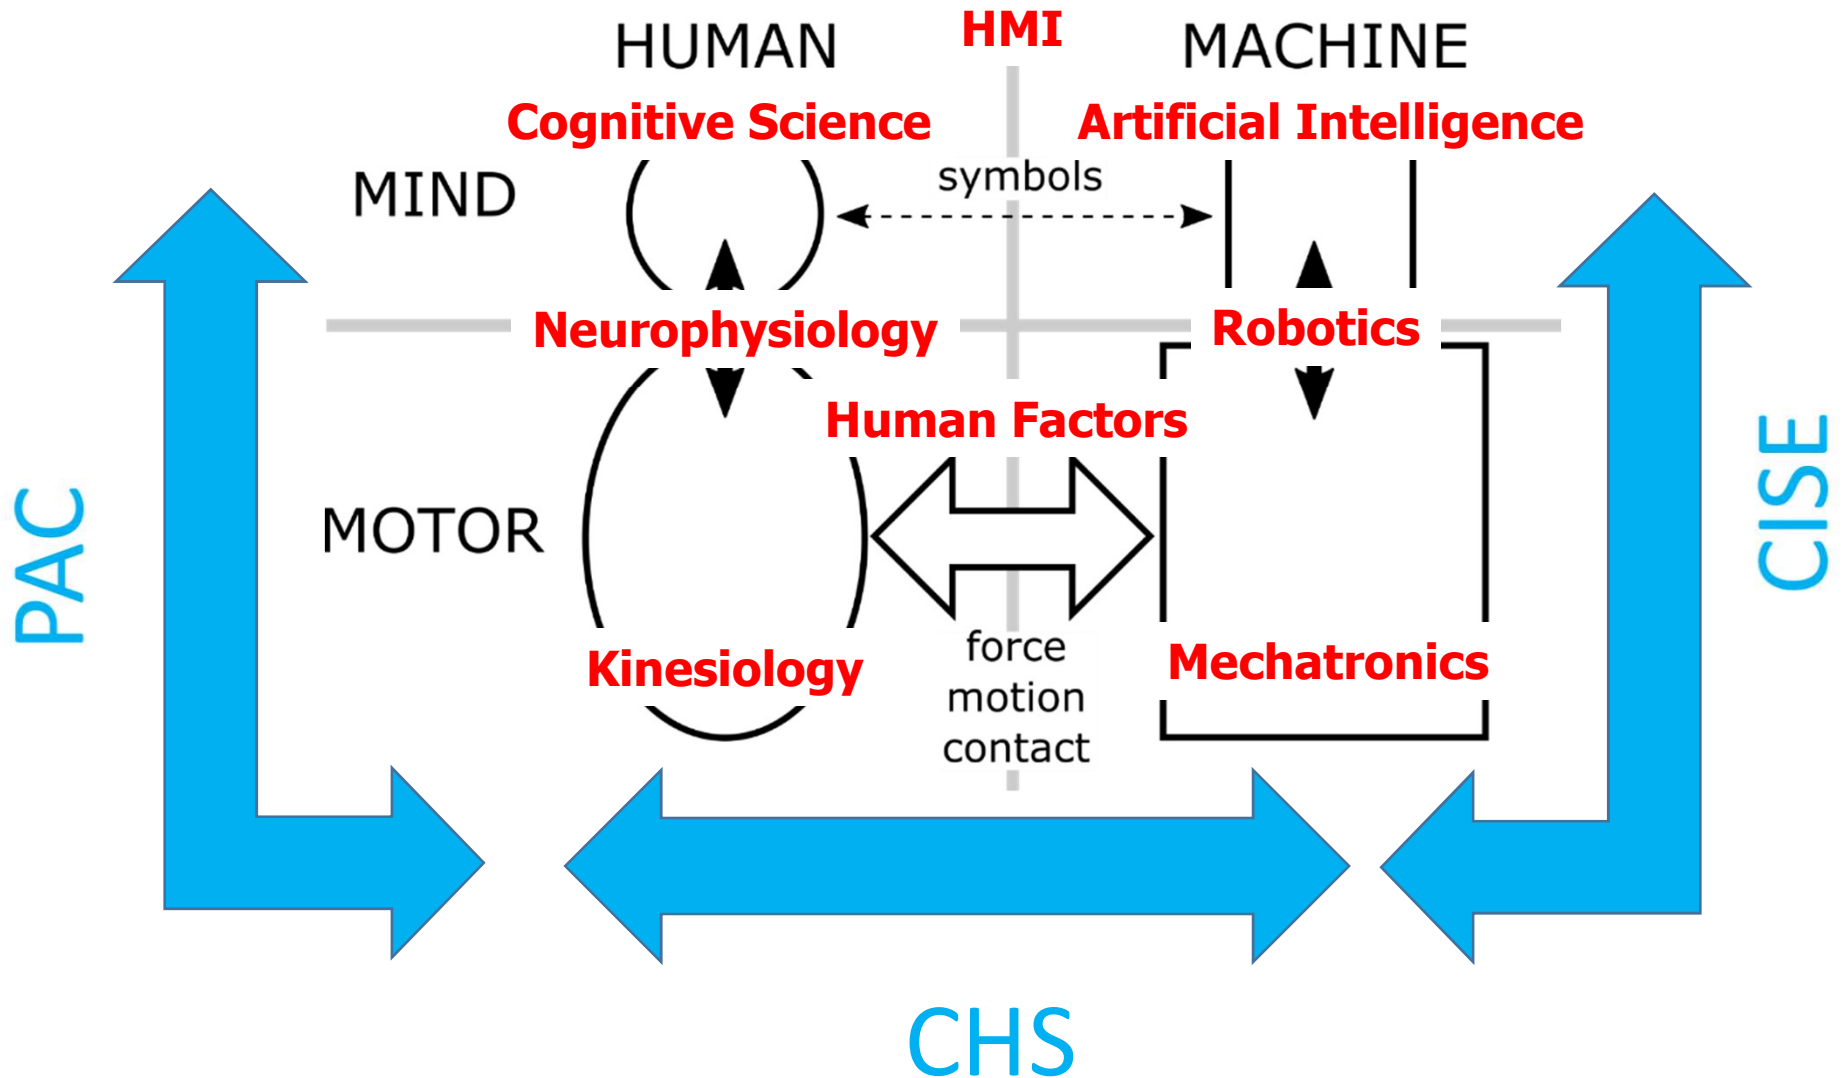 HUMAN
HMI
MACHINE
Cognitive Science
Artificial Intelligence
MIND
symbols
Neurophysiology
Robotics
Human Factors
PAC
MOTOR
CISE
force
motion
contact
Kinesiology
Mechatronics
CHS